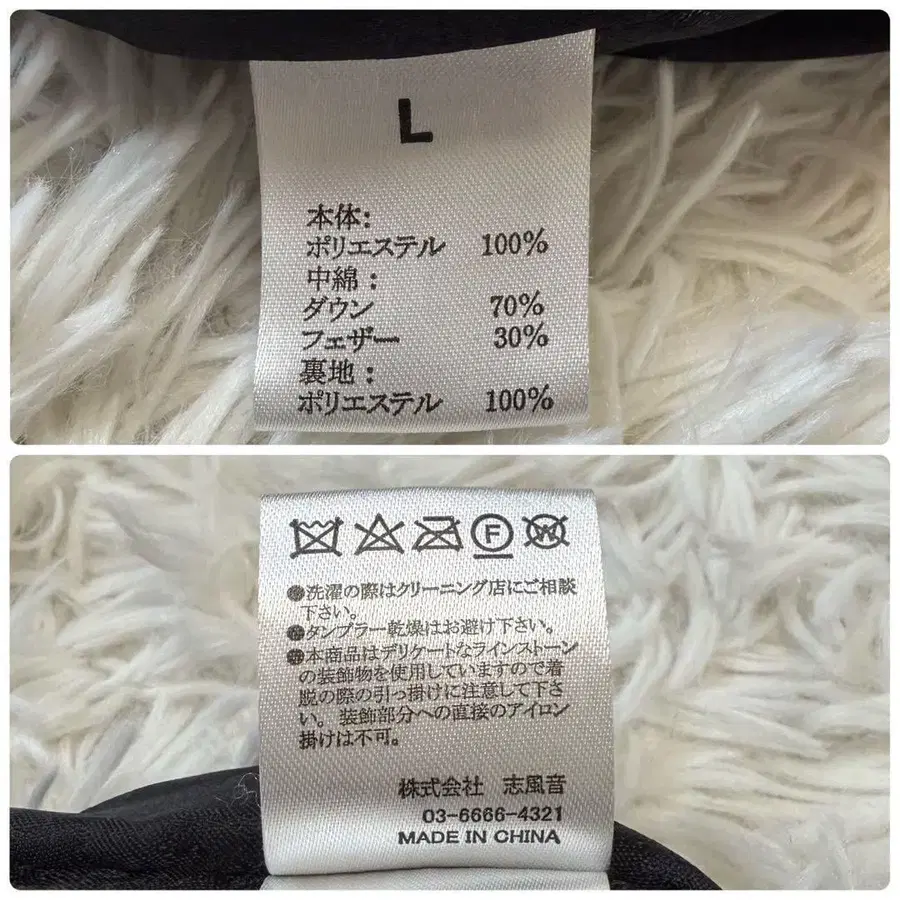 L
本体:
ポリエステル 100%
中綿:
ダウン 70%
フェザー 30%
裏地:
ポリエステル 100%
F W
●洗濯の際はクリーニング店にご相談
下さい。
●タンブラー乾燥はお避け下さい。
●本商品はデリケートなラインストーン
の装飾物を使用していますので着
脱の際の引っ掛けに注意して下さ
い。装飾部分への直接のアイロン
掛けは不可。
株式会社 志風音
03-6666-4321
MADE IN CHINA